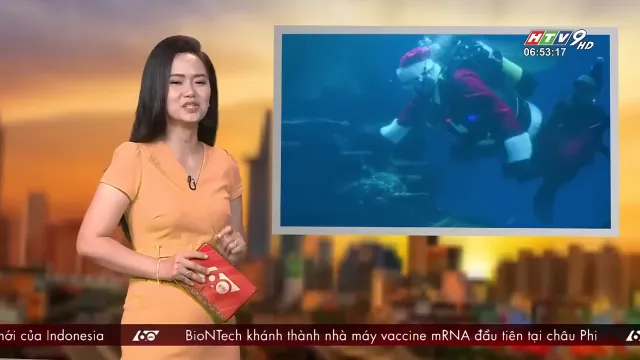 HTV9 HD
06:53:17
mới của Indonesia
60 BioNTech khánh thành nhà máy vaccine mRNA đầu tiên tại châu Phi